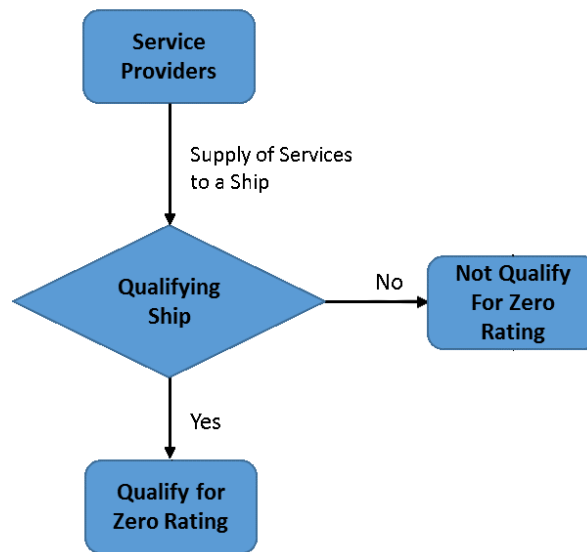 Service
Providers
Supply of Services
to a Ship
Qualifying
Ship
No
Not Qualify
For Zero
Rating
Yes
Qualify for
Zero Rating